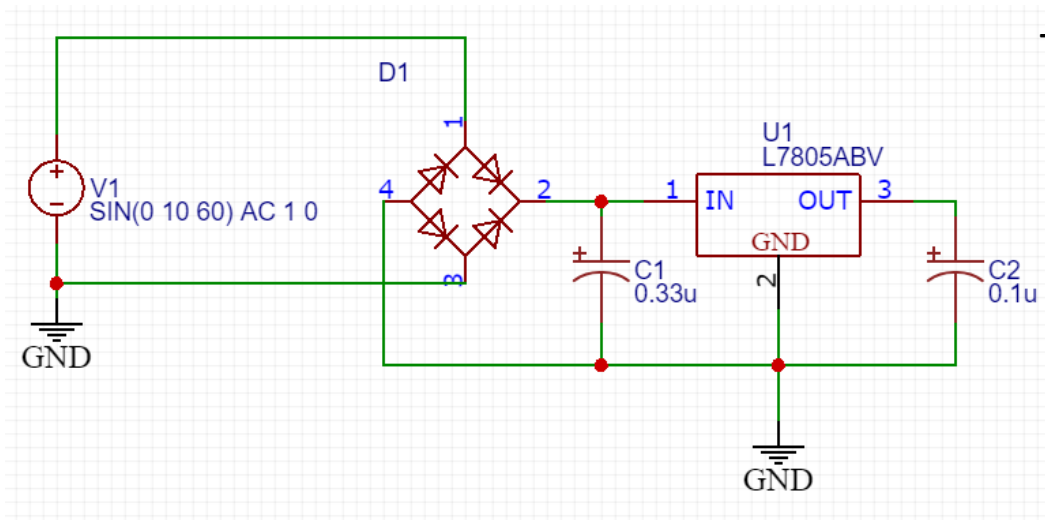 D1
1
U1
L7805ABV
+
-
V1
SIN(0 10 60) AC 1 0
4
2
1
IN
OUT
3
GND
3
2
+
C1
0.33u
+
C2
0.1u
GND
GND